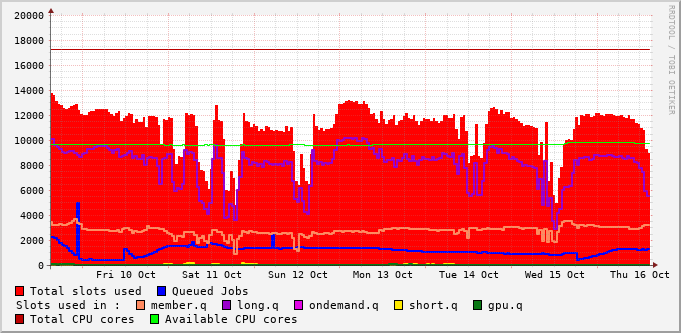 20000
18000
16000
14000
12000
10000
8000
6000
4000
2000
0
Fri 10 Oct Sat 11 Oct Sun 12 Oct Mon 13 Oct Tue 14 Oct Wed 15 Oct Thu 16 Oct
RRDTOOL / TOBI OETIKER
Total slots used Queued Jobs
Slots used in : member.q long.q ondemand.q short.q gpu.q
Total CPU cores Available CPU cores